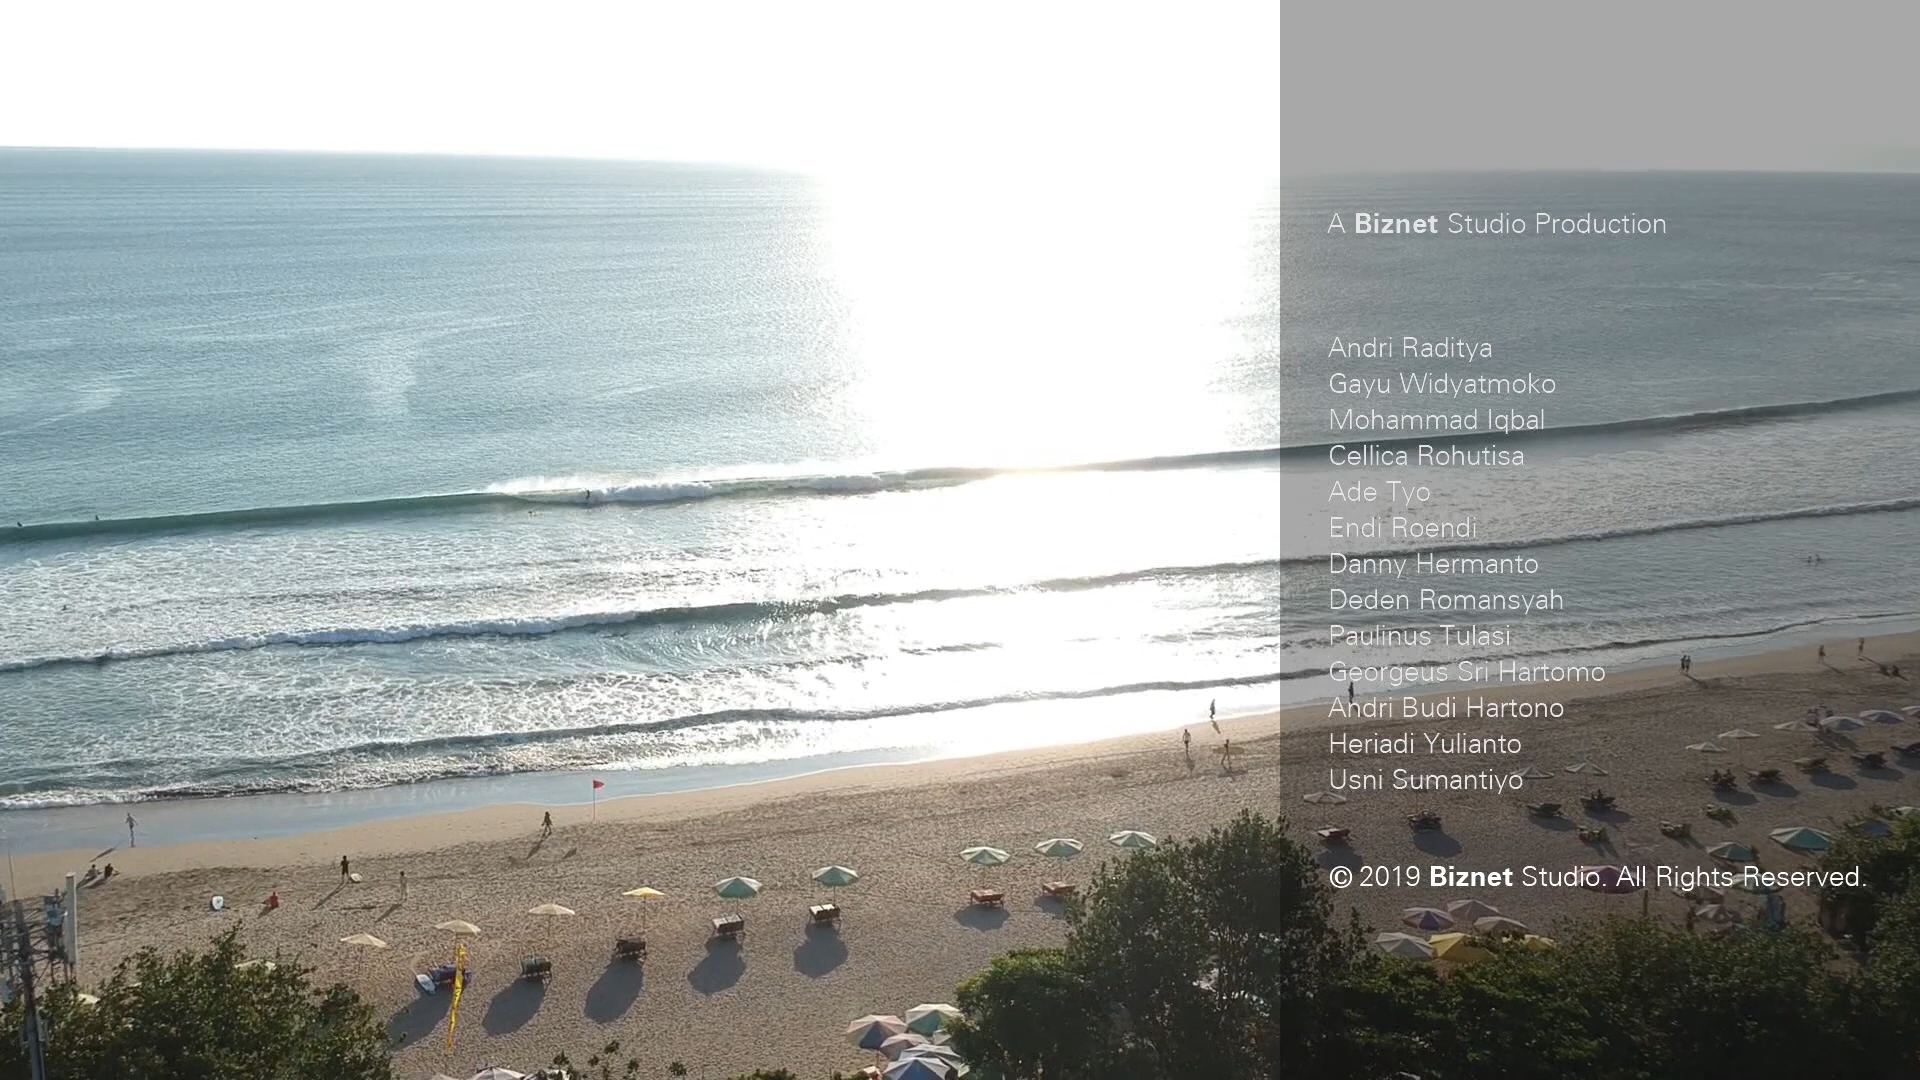 A Biznet Studio Production
Andri Raditya
Gayu Widyatmoko
Mohammad Iqbal
Cellica Rohutisa
Ade Tyo
Endi Roendi
Danny Hermanto
Deden Romansyah
Paulinus Tulasi
Georgeus Sri Hartomo
Andri Budi Hartono
Heriadi Yulianto
Usni Sumantiyo
© 2019 Biznet Studio. All Rights Reserved.